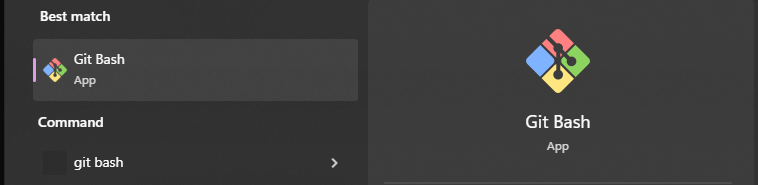 Best match
Git Bash
App
Command
git bash
Git Bash
App